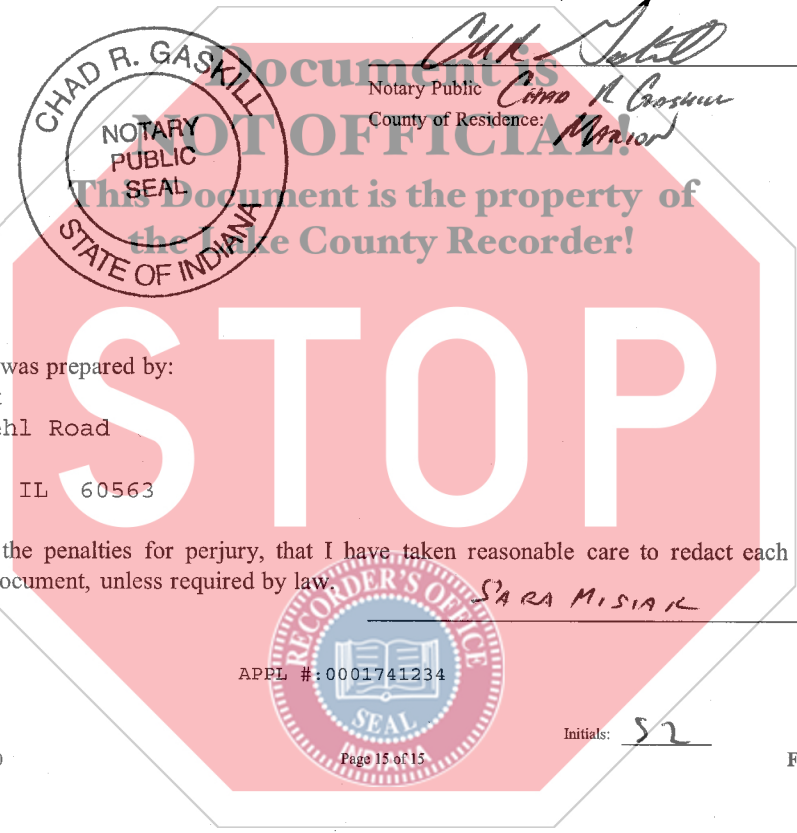 CHAD R. GASKILL
NOTARY
PUBLIC
SEAL
STATE OF INDIANA
Notary Public Chad R Gaskill
County of Residence: MARION
Document is
NOT OFFICIAL!
This Document is the property of
the Lake County Recorder!
STOP
was prepared by:
ehl Road
IL 60563
the penalties for perjury, that I have taken reasonable care to redact each
ocument, unless required by law.
SARA MISIAK
RECORDER'S OFFICE
SEAL
INDIANA
APPL #:0001741234
Initials: S2
Page 15 of 15
F